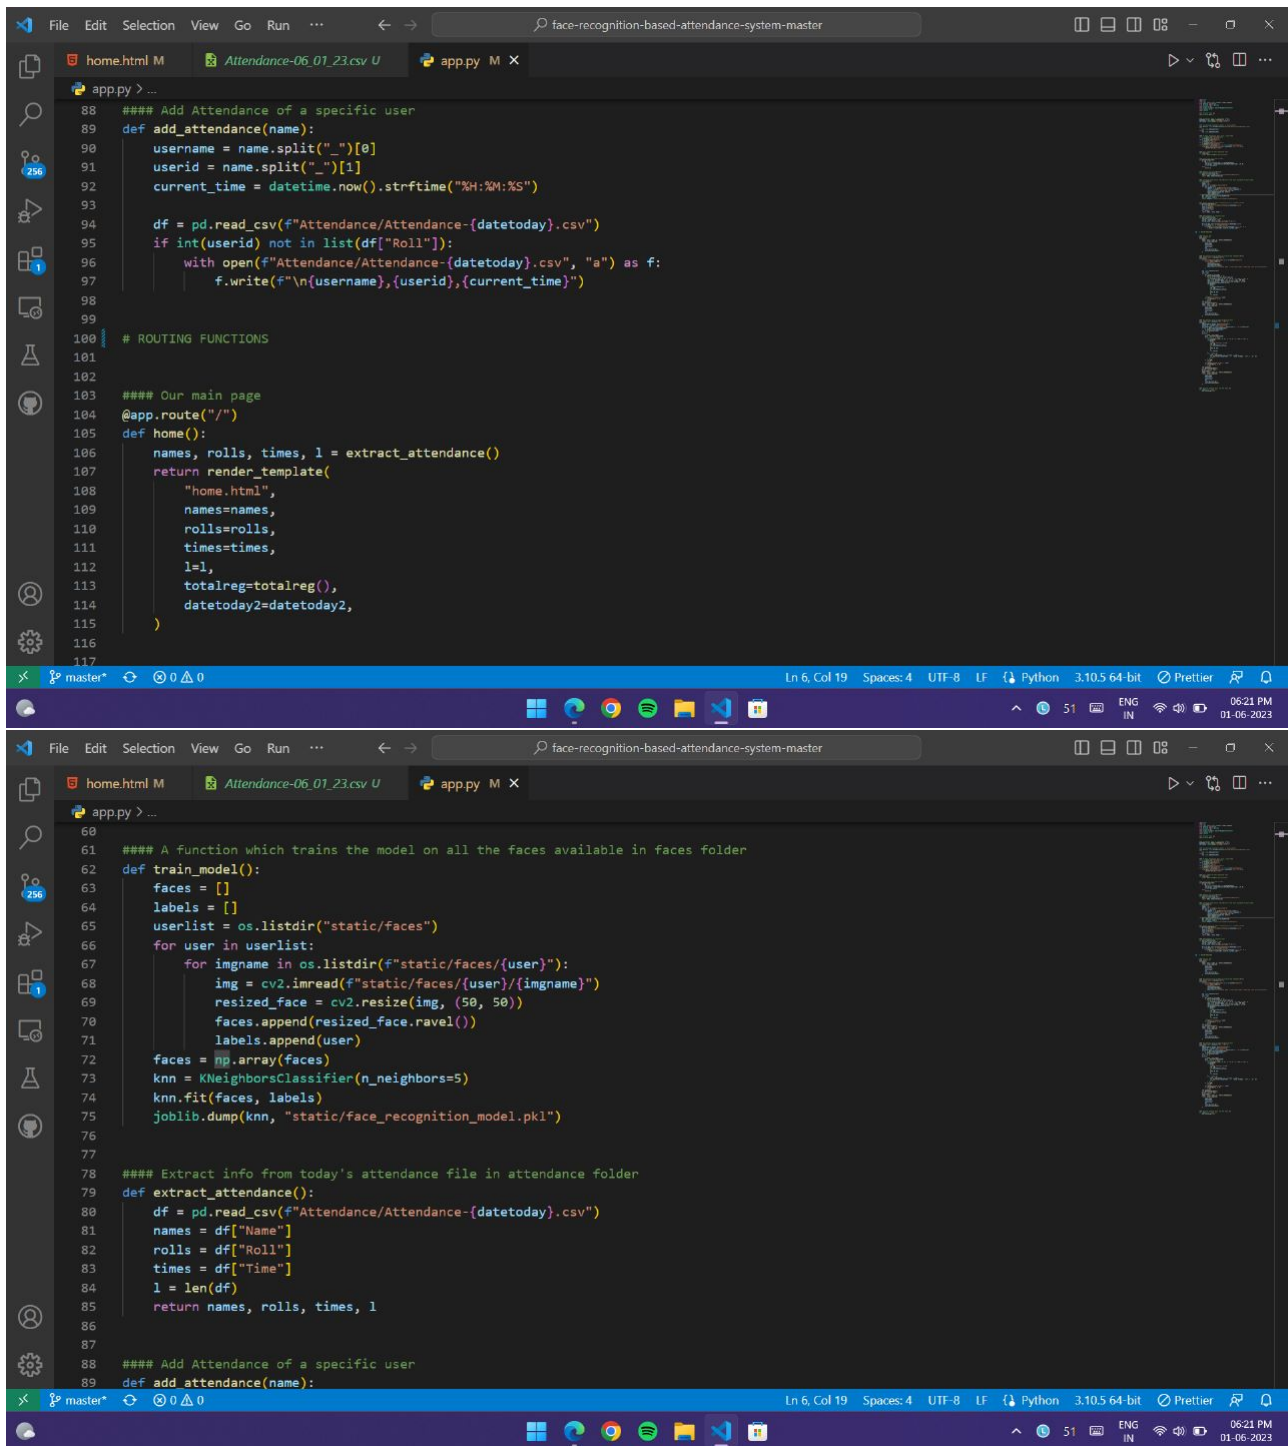 File Edit Selection View Go Run ··· face-recognition-based-attendance-system-master
home.html M Attendance-06_01_23.csv U app.py M
app.py > ...
88 #### Add Attendance of a specific user
89 def add_attendance(name):
90 username = name.split("_")[0]
91 userid = name.split("_")[1]
92 current_time = datetime.now().strftime("%H:%M:%S")
93
94 df = pd.read_csv(f"Attendance/Attendance-{datetoday}.csv")
95 if int(userid) not in list(df["Roll"]):
96 with open(f"Attendance/Attendance-{datetoday}.csv", "a") as f:
97 f.write(f"\n{username},{userid},{current_time}")
98
99
100 # ROUTING FUNCTIONS
101
102
103 #### Our main page
104 @app.route("/")
105 def home():
106 names, rolls, times, l = extract_attendance()
107 return render_template(
108 "home.html",
109 names=names,
110 rolls=rolls,
111 times=times,
112 l=l,
113 totalreg=totalreg(),
114 datetoday2=datetoday2,
115 )
116
117
256
1
master* 0 0 Ln 6, Col 19 Spaces: 4 UTF-8 LF Python 3.10.5 64-bit Prettier
51 ENG IN 06:21 PM 01-06-2023
File Edit Selection View Go Run ··· face-recognition-based-attendance-system-master
home.html M Attendance-06_01_23.csv U app.py M
app.py > ...
60
61 #### A function which trains the model on all the faces available in faces folder
62 def train_model():
63 faces = []
64 labels = []
65 userlist = os.listdir("static/faces")
66 for user in userlist:
67 for imgname in os.listdir(f"static/faces/{user}"):
68 img = cv2.imread(f"static/faces/{user}/{imgname}")
69 resized_face = cv2.resize(img, (50, 50))
70 faces.append(resized_face.ravel())
71 labels.append(user)
72 faces = np.array(faces)
73 knn = KNeighborsClassifier(n_neighbors=5)
74 knn.fit(faces, labels)
75 joblib.dump(knn, "static/face_recognition_model.pkl")
76
77
78 #### Extract info from today's attendance file in attendance folder
79 def extract_attendance():
80 df = pd.read_csv(f"Attendance/Attendance-{datetoday}.csv")
81 names = df["Name"]
82 rolls = df["Roll"]
83 times = df["Time"]
84 l = len(df)
85 return names, rolls, times, l
86
87
88 #### Add Attendance of a specific user
89 def add_attendance(name):
256
1
master* 0 0 Ln 6, Col 19 Spaces: 4 UTF-8 LF Python 3.10.5 64-bit Prettier
51 ENG IN 06:21 PM 01-06-2023